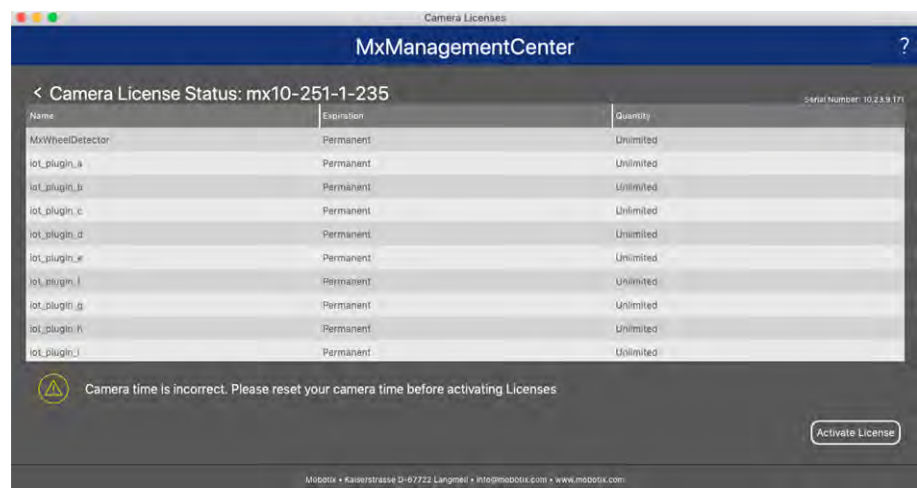 Camera Licenses
MxManagementCenter ?
< Camera License Status: mx10-251-1-235
Serial Number: 10.23.9.171
Name Expiration Quantity
MxWheelDetector Permanent Unlimited
iot_plugin_a Permanent Unlimited
iot_plugin_b Permanent Unlimited
iot_plugin_c Permanent Unlimited
iot_plugin_d Permanent Unlimited
iot_plugin_e Permanent Unlimited
iot_plugin_f Permanent Unlimited
iot_plugin_g Permanent Unlimited
iot_plugin_h Permanent Unlimited
iot_plugin_i Permanent Unlimited
Camera time is incorrect. Please reset your camera time before activating Licenses
Activate License
Mobotix • Kaiserstrasse D-67722 Langmeil • info@mobotix.com • www.mobotix.com